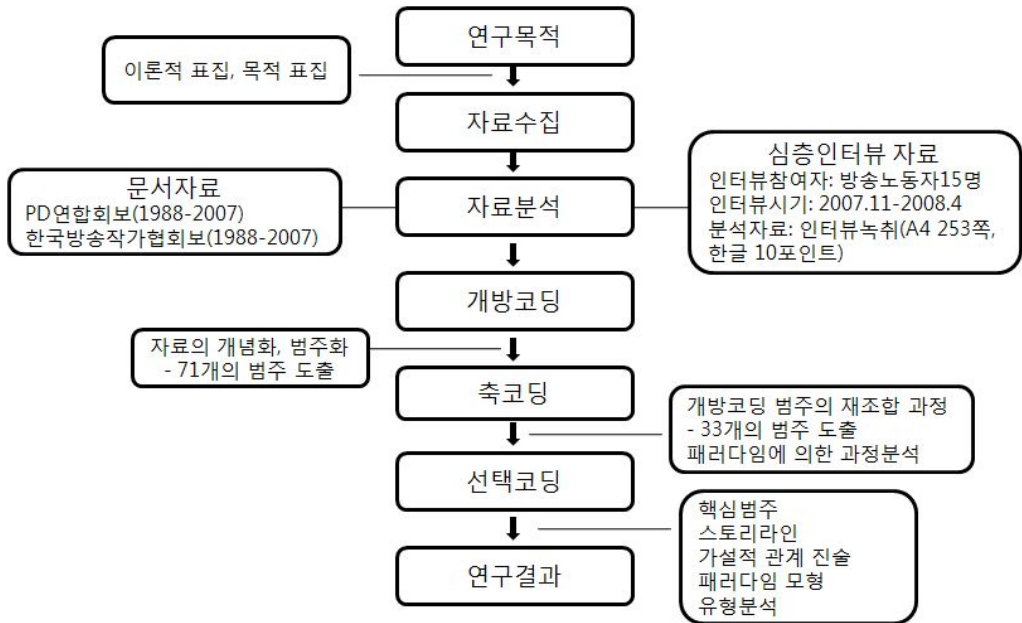 연구목적
이론적 표집, 목적 표집
자료수집
심층인터뷰 자료
인터뷰참여자: 방송노동자15명
인터뷰시기: 2007.11-2008.4
분석자료: 인터뷰녹취(A4 253쪽,
한글 10포인트)
문서자료
PD연합회보(1988-2007)
한국방송작가협회보(1988-2007)
자료분석
개방코딩
자료의 개념화, 범주화
- 71개의 범주 도출
축코딩
개방코딩 범주의 재조합 과정
- 33개의 범주 도출
패러다임에 의한 과정분석
선택코딩
핵심범주
스토리라인
가설적 관계 진술
패러다임 모형
유형분석
연구결과